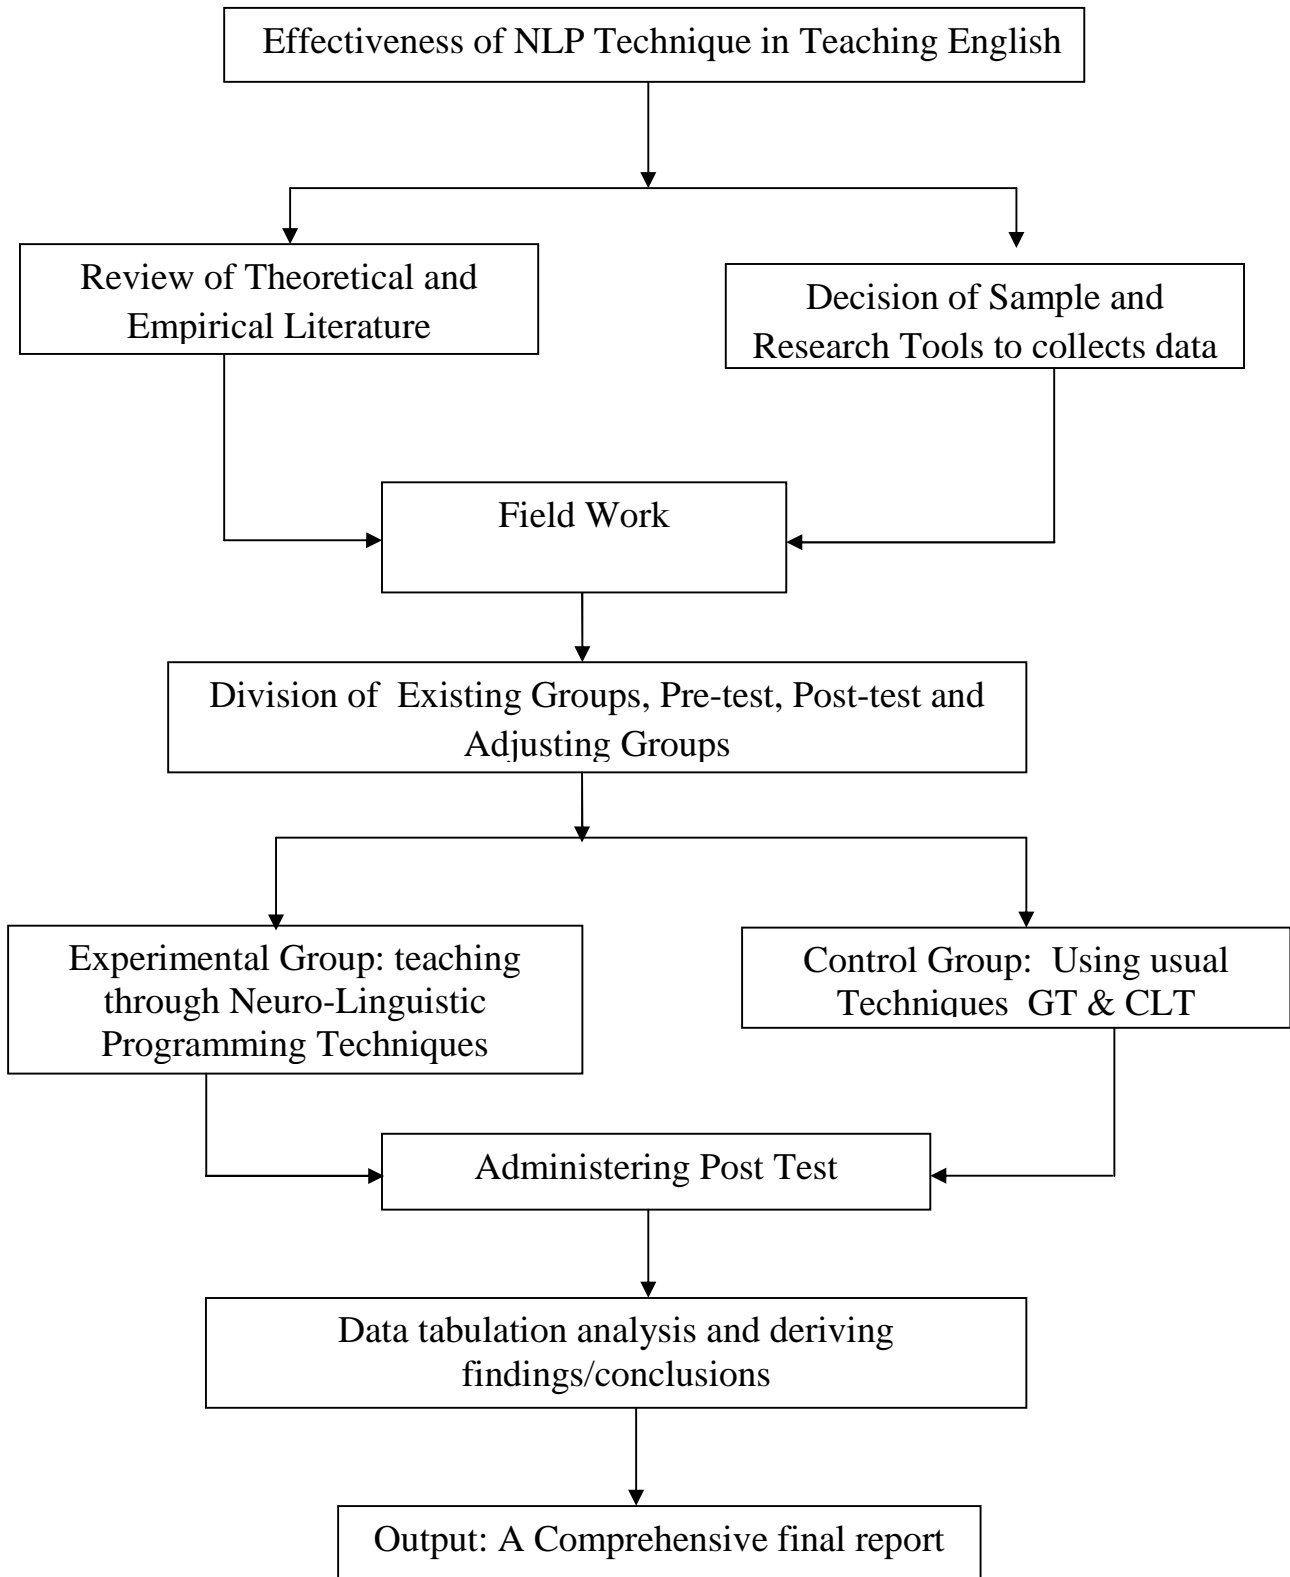 Effectiveness of NLP Technique in Teaching English
Review of Theoretical and
Empirical Literature
Decision of Sample and
Research Tools to collects data
Field Work
Division of Existing Groups, Pre-test, Post-test and
Adjusting Groups
Experimental Group: teaching
through Neuro-Linguistic
Programming Techniques
Control Group: Using usual
Techniques GT & CLT
Administering Post Test
Data tabulation analysis and deriving
findings/conclusions
Output: A Comprehensive final report